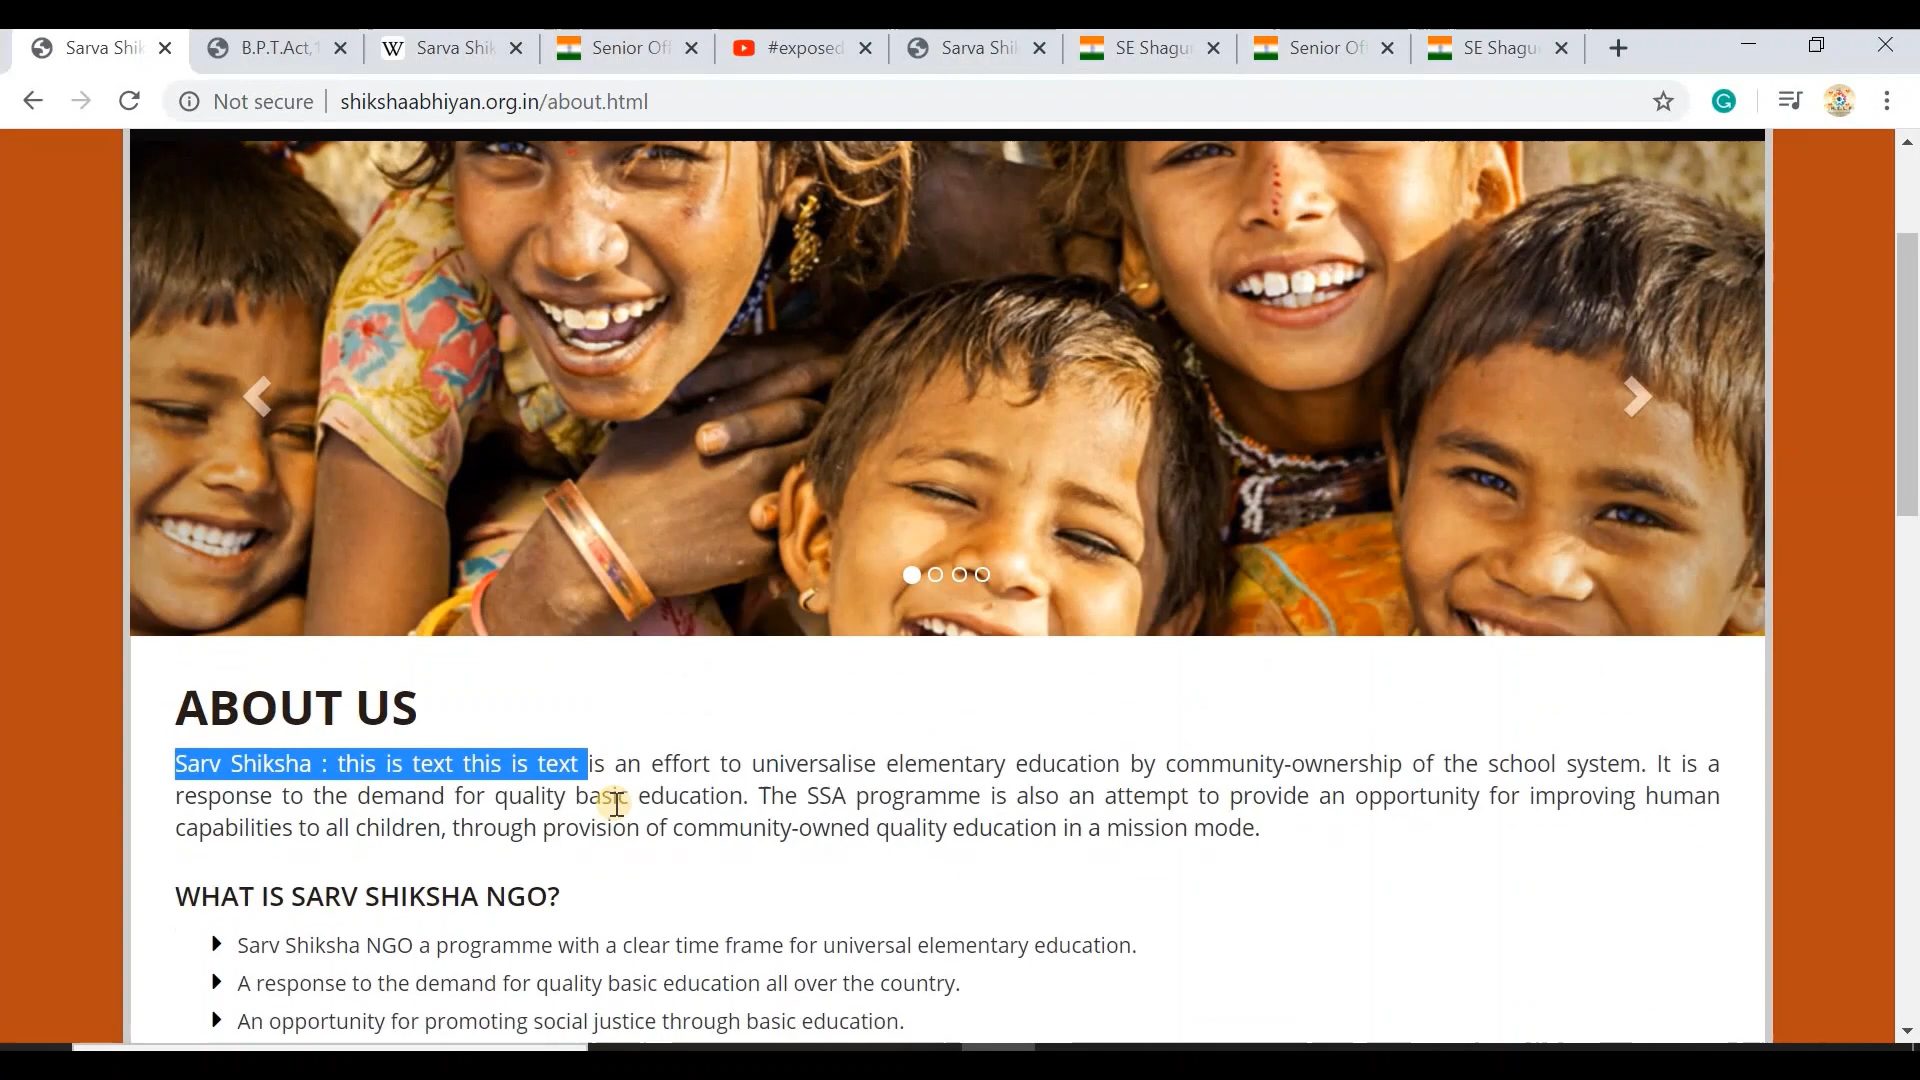 Sarva Shik B.P.T.Act, Sarva Shik Senior Off #exposed Sarva Shik SE Shagu Senior Of SE Shagu
Not secure shikshaabhiyan.org.in/about.html
ABOUT US
Sarv Shiksha : this is text this is text is an effort to universalise elementary education by community-ownership of the school system. It is a
response to the demand for quality basic education. The SSA programme is also an attempt to provide an opportunity for improving human
capabilities to all children, through provision of community-owned quality education in a mission mode.
WHAT IS SARV SHIKSHA NGO?
Sarv Shiksha NGO a programme with a clear time frame for universal elementary education.
A response to the demand for quality basic education all over the country.
An opportunity for promoting social justice through basic education.